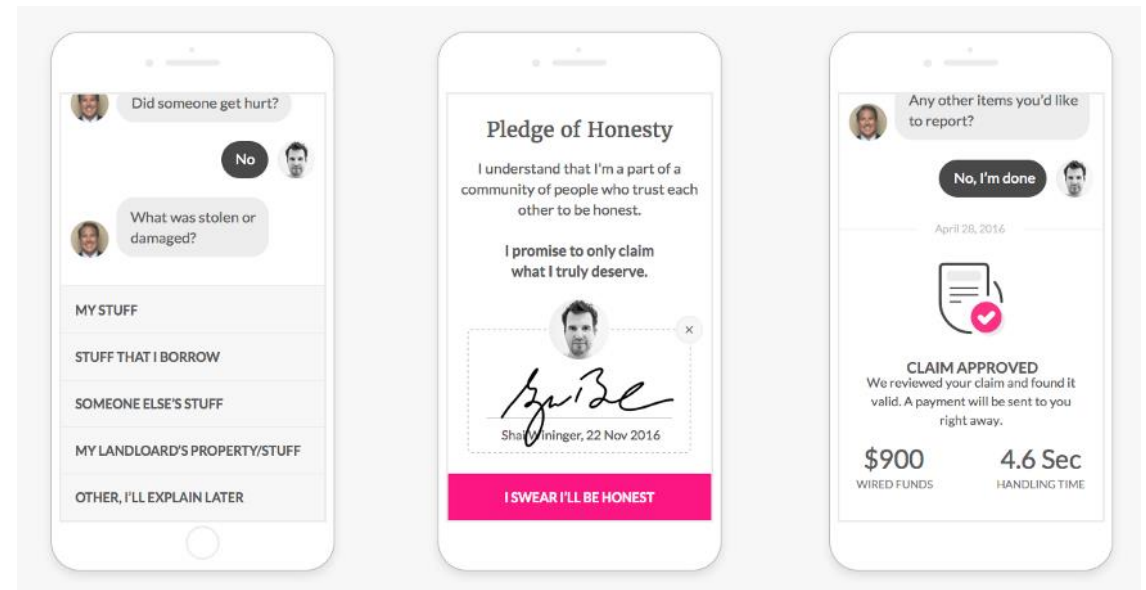 Did someone get hurt?
No
What was stolen or
damaged?
MY STUFF
STUFF THAT I BORROW
SOMEONE ELSE'S STUFF
MY LANDLOARD'S PROPERTY/STUFF
OTHER, I'LL EXPLAIN LATER
Pledge of Honesty
I understand that I'm a part of a
community of people who trust each
other to be honest.
I promise to only claim
what I truly deserve.
Shai Wininger, 22 Nov 2016
I SWEAR I'LL BE HONEST
Any other items you'd like
to report?
No, I'm done
April 28, 2016
CLAIM APPROVED
We reviewed your claim and found it
valid. A payment will be sent to you
right away.
$900 4.6 Sec
WIRED FUNDS HANDLING TIME